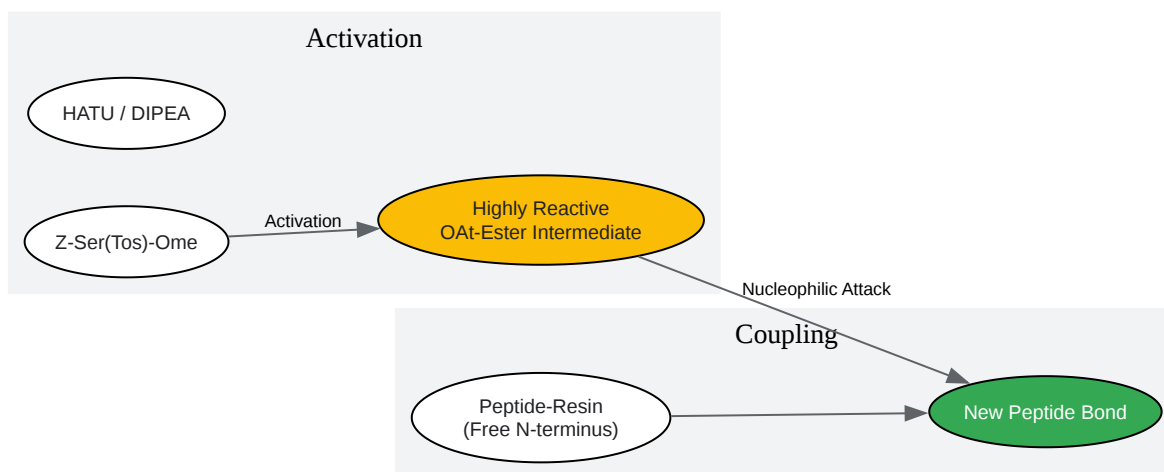 Activation
HATU / DIPEA
Z-Ser(Tos)-Ome
Activation
Highly Reactive
OAt-Ester Intermediate
Nucleophilic Attack
Coupling
Peptide-Resin
(Free N-terminus)
New Peptide Bond